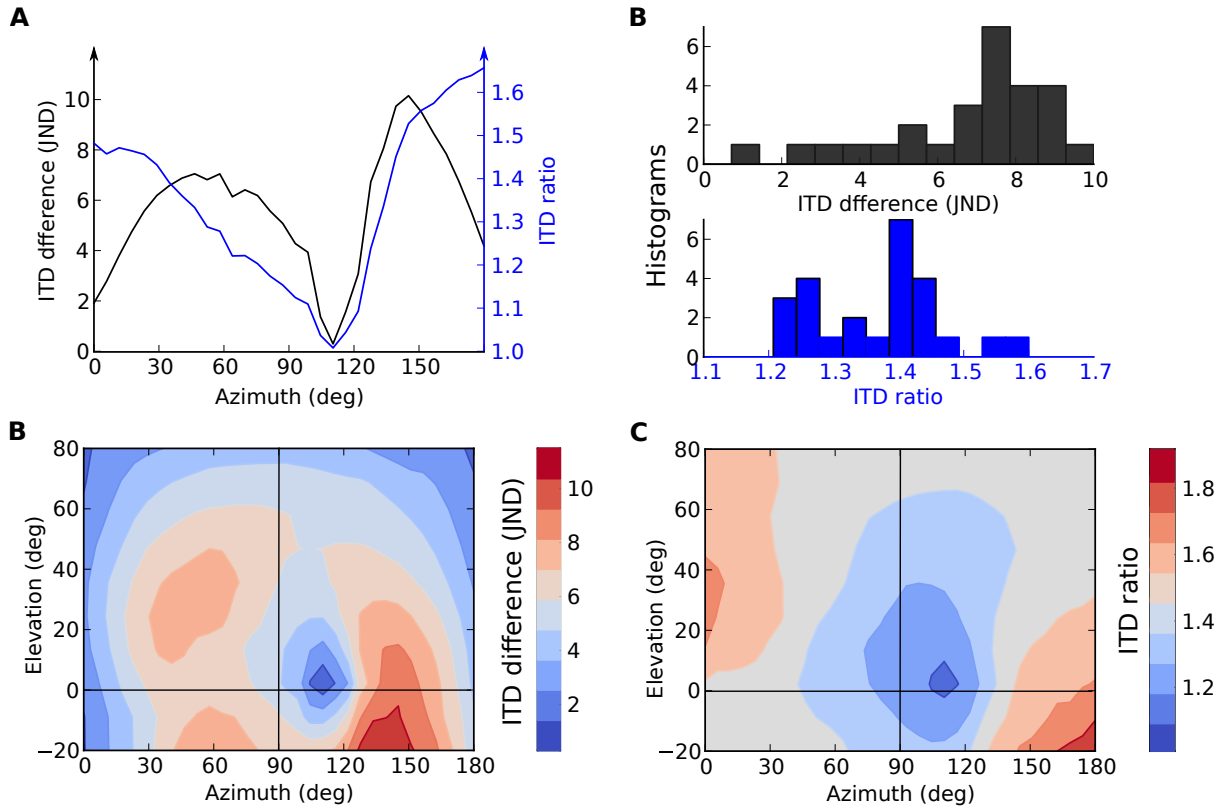 A
ITD dfference (JND)
10
8
6
4
2
0
0 30 60 90 120 150
Azimuth (deg)
1.6
1.5
1.4
1.3
1.2
1.1
1.0
ITD ratio
B
Histograms
6
4
2
0
0 2 4 6 8 10
ITD dfference (JND)
6
4
2
0
1.1 1.2 1.3 1.4 1.5 1.6 1.7
ITD ratio
B
Elevation (deg)
80
60
40
20
0
−20
0 30 60 90 120 150 180
Azimuth (deg)
ITD difference (JND)
10
8
6
4
2
C
Elevation (deg)
80
60
40
20
0
−20
0 30 60 90 120 150 180
Azimuth (deg)
ITD ratio
1.8
1.6
1.4
1.2